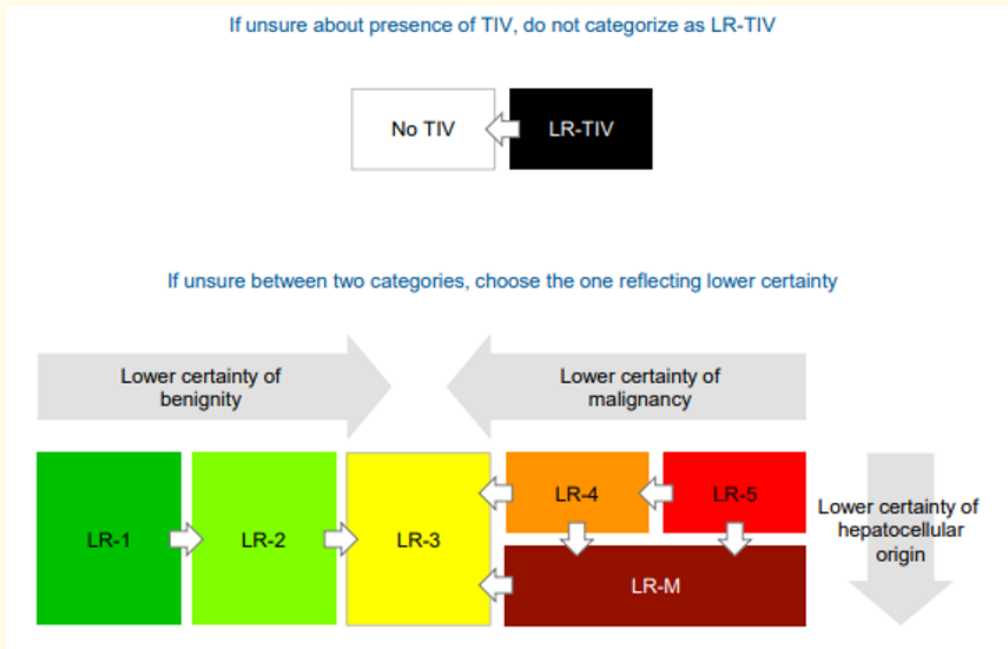 If unsure about presence of TIV, do not categorize as LR-TIV
No TIV
LR-TIV
If unsure between two categories, choose the one reflecting lower certainty
Lower certainty of
benignity
Lower certainty of
malignancy
LR-1
LR-2
LR-3
LR-4
LR-5
LR-M
Lower certainty of
hepatocellular
origin